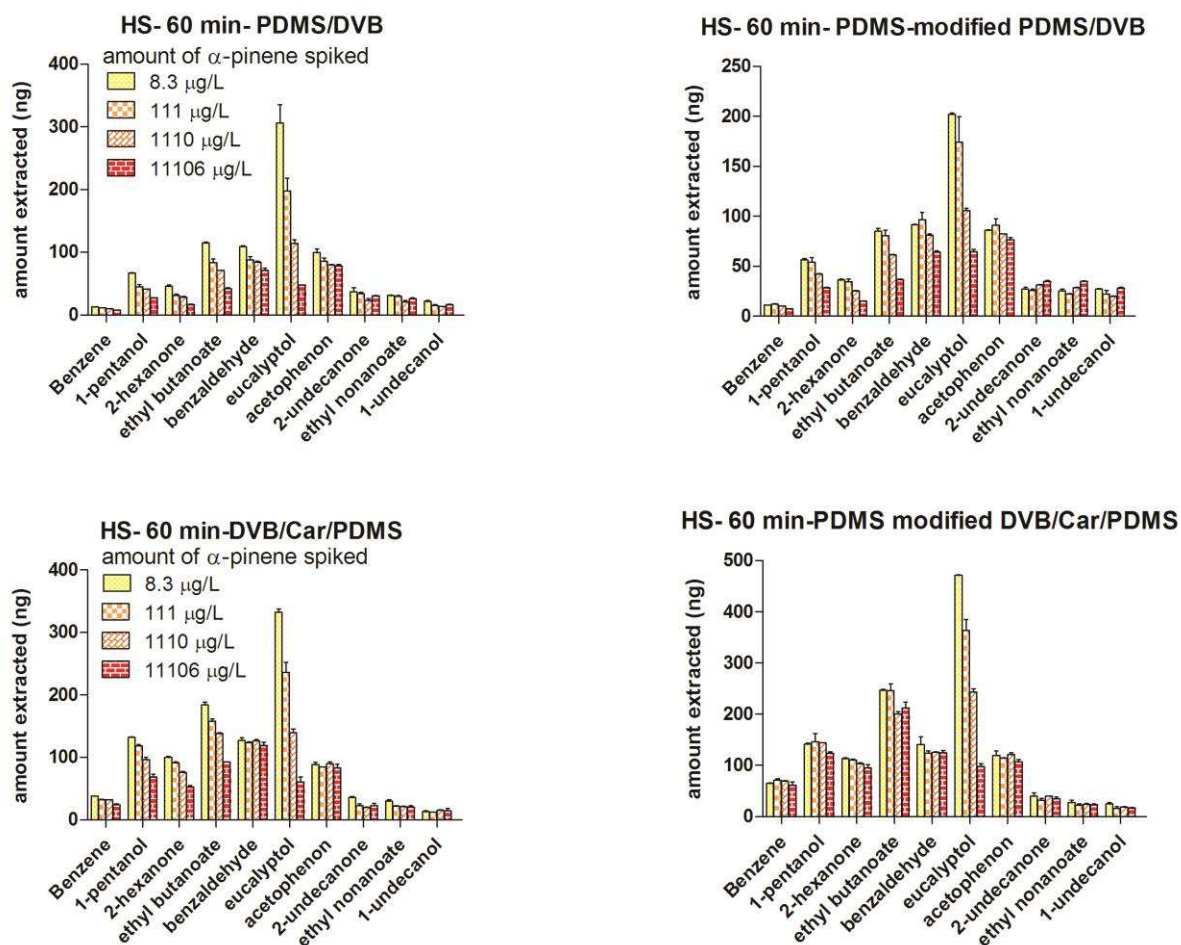 HS- 60 min- PDMS/DVB
amount of α-pinene spiked
8.3 µg/L
111 µg/L
1110 µg/L
11106 µg/L
amount extracted (ng)
400
300
200
100
0
Benzene
1-pentanol
2-hexanone
ethyl butanoate
benzaldehyde
eucalyptol
acetophenon
2-undecanone
ethyl nonanoate
1-undecanol
HS- 60 min- PDMS-modified PDMS/DVB
amount extracted (ng)
250
200
150
100
50
0
Benzene
1-pentanol
2-hexanone
ethyl butanoate
benzaldehyde
eucalyptol
acetophenon
2-undecanone
ethyl nonanoate
1-undecanol
HS- 60 min-DVB/Car/PDMS
amount of α-pinene spiked
8.3 µg/L
111 µg/L
1110 µg/L
11106 µg/L
amount extracted (ng)
400
300
200
100
0
Benzene
1-pentanol
2-hexanone
ethyl butanoate
benzaldehyde
eucalyptol
acetophenon
2-undecanone
ethyl nonanoate
1-undecanol
HS- 60 min-PDMS modified DVB/Car/PDMS
amount extracted (ng)
500
400
300
200
100
0
Benzene
1-pentanol
2-hexanone
ethyl butanoate
benzaldehyde
eucalyptol
acetophenon
2-undecanone
ethyl nonanoate
1-undecanol